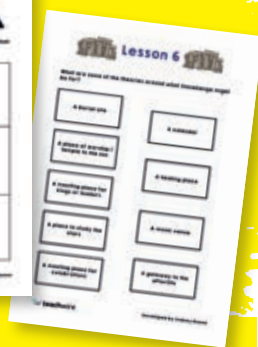 Lesson 6
What are some of the theories around what Stonehenge might
be for?
A burial site
A calendar
A place of worship /
temple to the sun
A healing place
A meeting place for
kings or leaders
A place to study the
stars
A music venue
A meeting place for
celebrations
A gateway to the
afterlife
teachwire